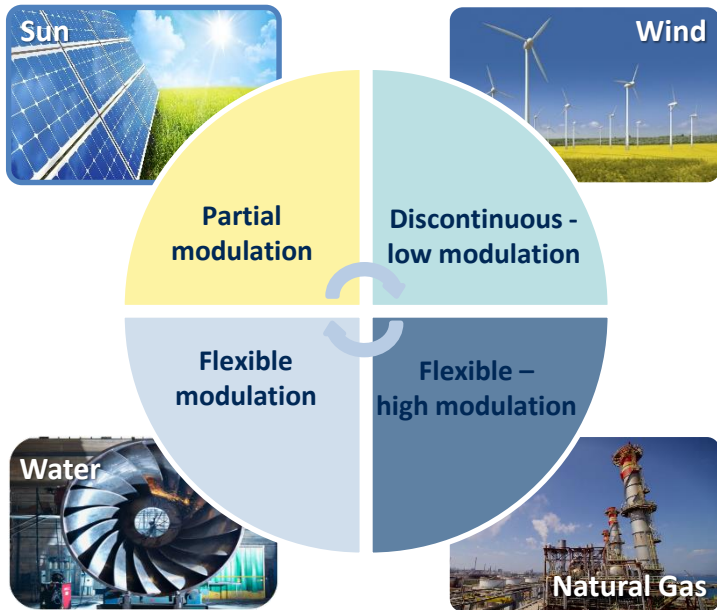 Sun
Wind
Partial
modulation
Discontinuous -
low modulation
Flexible
modulation
Flexible –
high modulation
Water
Natural Gas